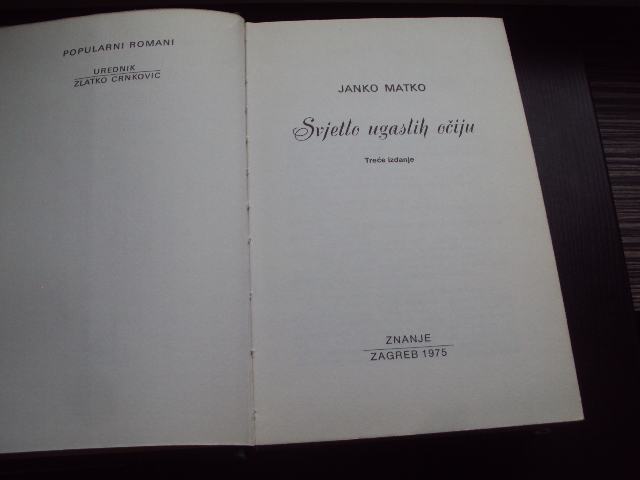 POPULARNI ROMANI
UREDNIK
ZLATKO CRNKOVIĆ
JANKO MATKO
Svjetlo ugaslih očiju
Treće izdanje
ZNANJE
ZAGREB 1975